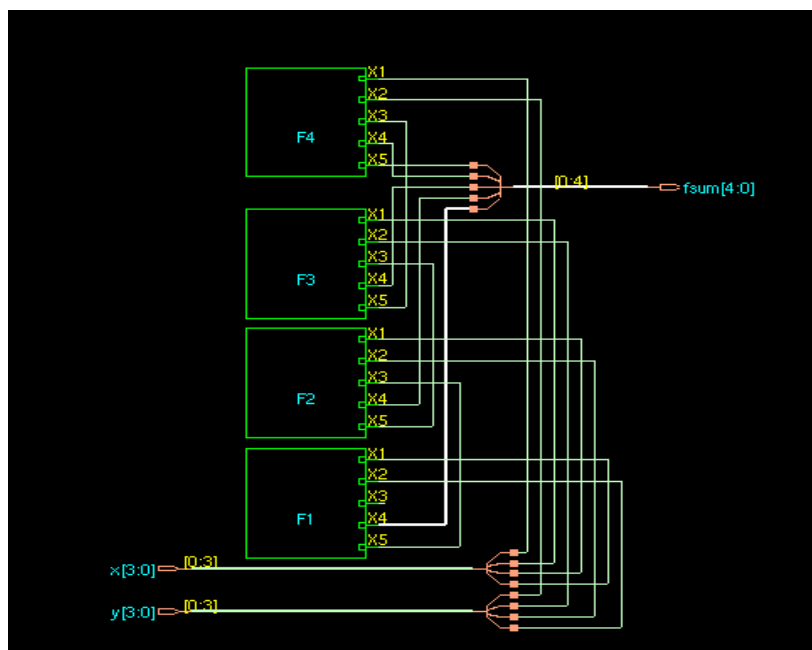 X1
X2
X3
F4
X4
X5
[0:4]
fsum[4:0]
X1
X2
X3
F3
X4
X5
X1
X2
X3
F2
X4
X5
X1
X2
X3
F1
X4
X5
[0:3]
x[3:0]
[0:3]
y[3:0]